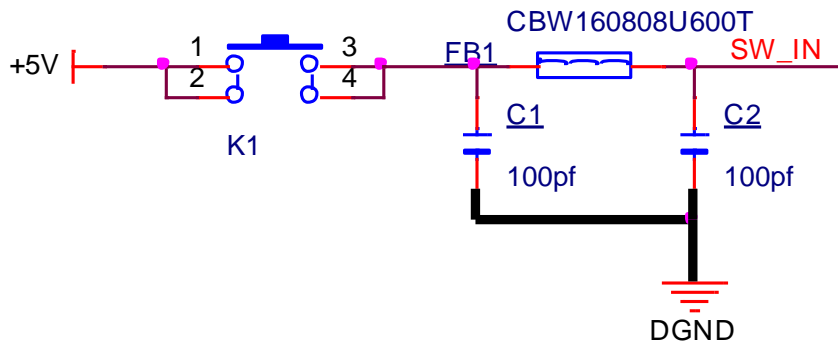 CBW160808U600T
+5V
1
3
FB1
SW_IN
2
4
K1
C1
C2
100pf
100pf
DGND